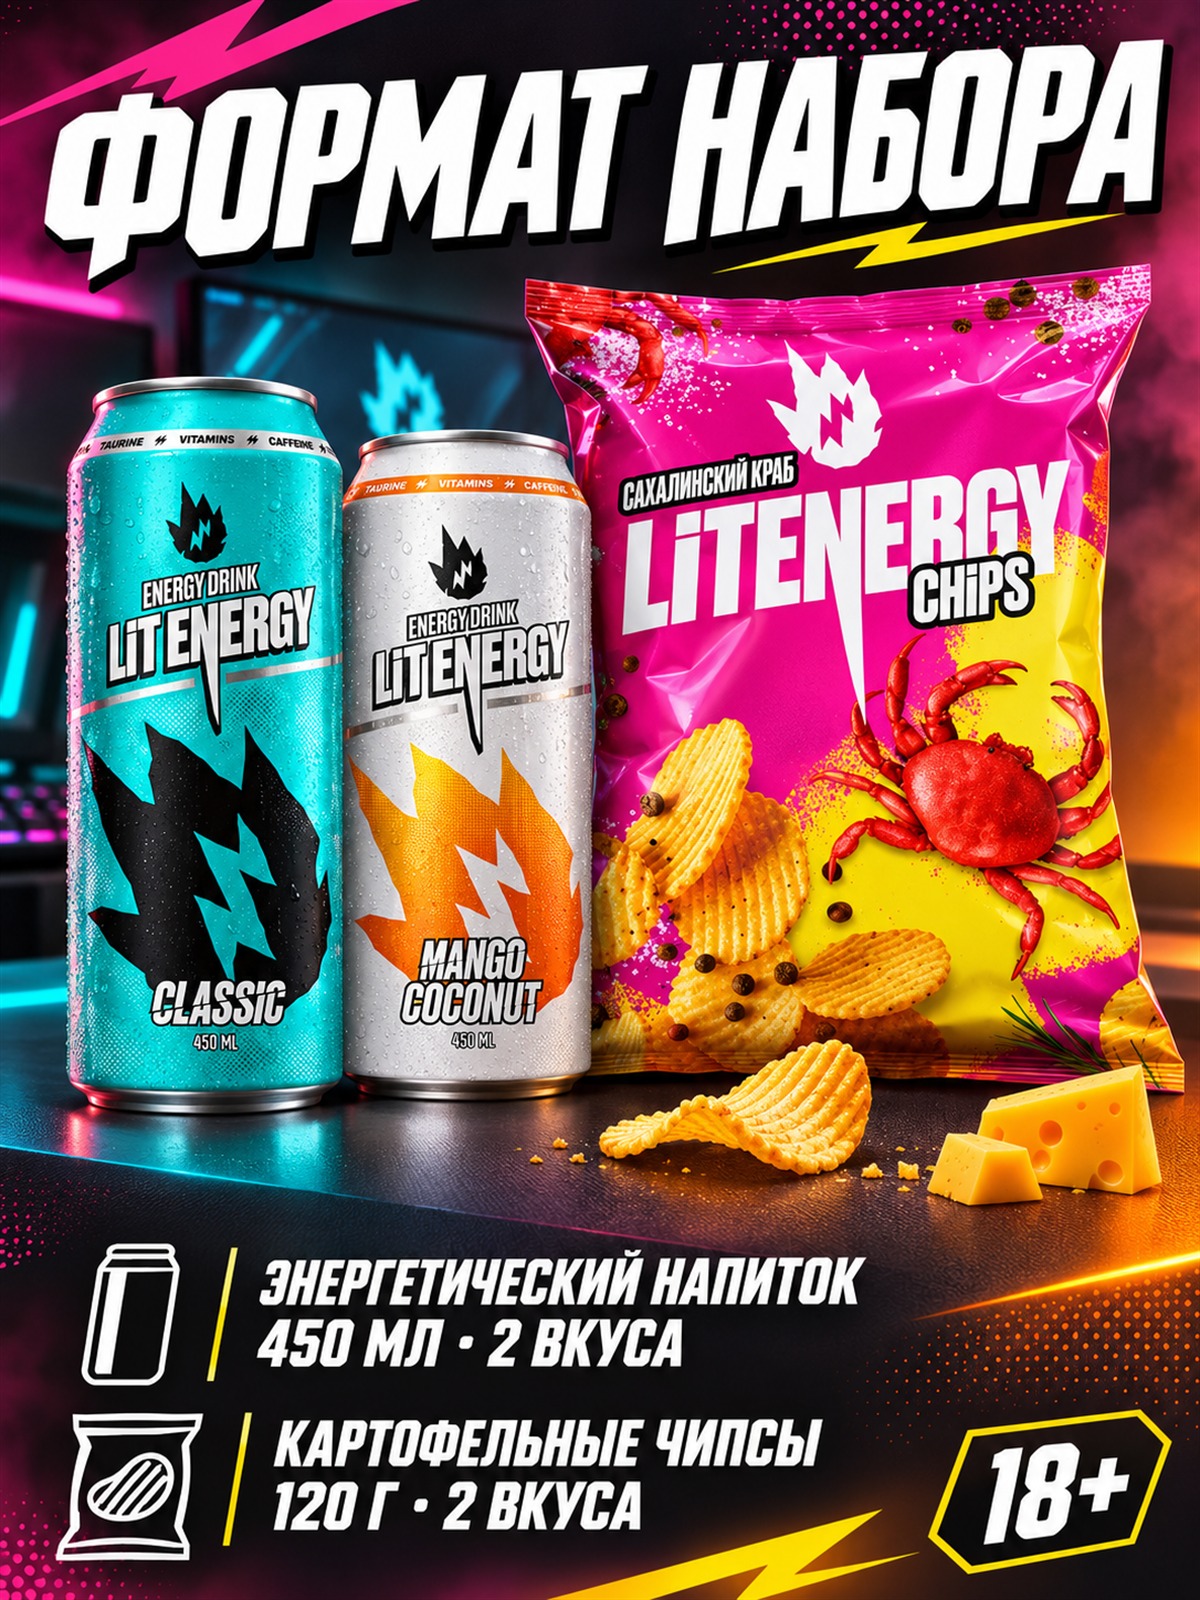 ФОРМАТ НАБОРА
TAURINE VITAMINS CAFFEINE
ENERGY DRINK
LIT ENERGY
CLASSIC
450 ML
TAURINE VITAMINS CAFFEINE
ENERGY DRINK
LIT ENERGY
MANGO
COCONUT
450 ML
САХАЛИНСКИЙ КРАБ
LITENERGY
CHIPS
ЭНЕРГЕТИЧЕСКИЙ НАПИТОК
450 МЛ · 2 ВКУСА
КАРТОФЕЛЬНЫЕ ЧИПСЫ
120 Г · 2 ВКУСА
18+